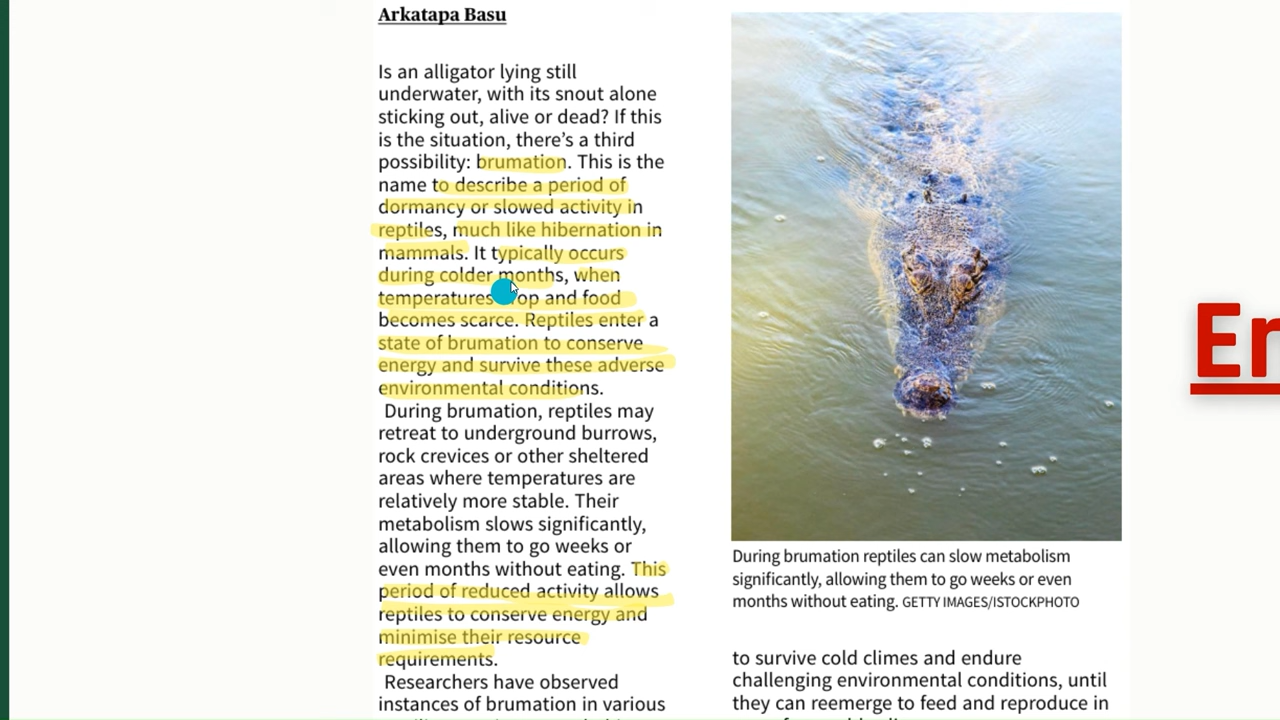 Arkatapa Basu
Is an alligator lying still
underwater, with its snout alone
sticking out, alive or dead? If this
is the situation, there's a third
possibility: brumation. This is the
name to describe a period of
dormancy or slowed activity in
reptiles, much like hibernation in
mammals. It typically occurs
during colder months, when
temperatures op and food
becomes scarce. Reptiles enter a
state of brumation to conserve
energy and survive these adverse
environmental conditions.
During brumation, reptiles may
retreat to underground burrows,
rock crevices or other sheltered
areas where temperatures are
relatively more stable. Their
metabolism slows significantly,
allowing them to go weeks or
even months without eating. This
period of reduced activity allows
reptiles to conserve energy and
minimise their resource
requirements.
Researchers have observed
instances of brumation in various
During brumation reptiles can slow metabolism
significantly, allowing them to go weeks or even
months without eating. GETTY IMAGES/ISTOCKPHOTO
to survive cold climes and endure
challenging environmental conditions, until
they can reemerge to feed and reproduce in
Er